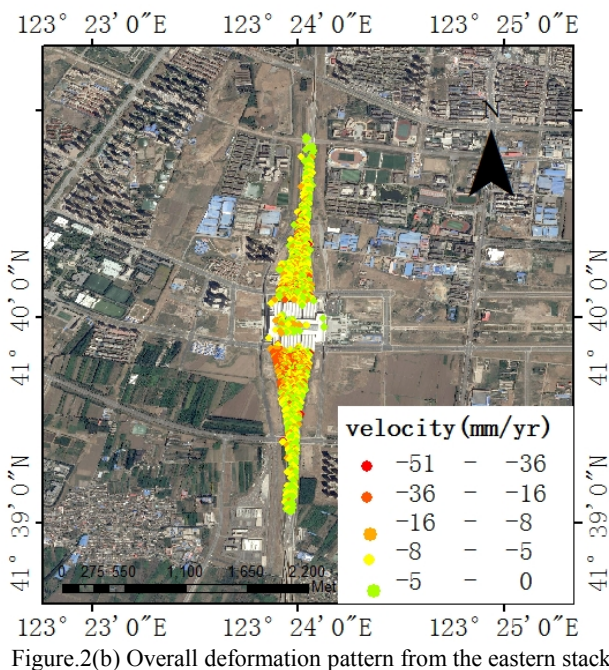 123° 23′0″E 123° 24′0″E 123° 25′0″E
N
41° 40′0″N
41° 40′0″N
41° 39′0″N
41° 39′0″N
velocity(mm/yr)
-51 - -36
-36 - -16
-16 - -8
-8 - -5
-5 - 0
0 275 550 1,100 1,650 2,200
Met
123° 23′0″E 123° 24′0″E 123° 25′0″E
Figure.2(b) Overall deformation pattern from the eastern stack